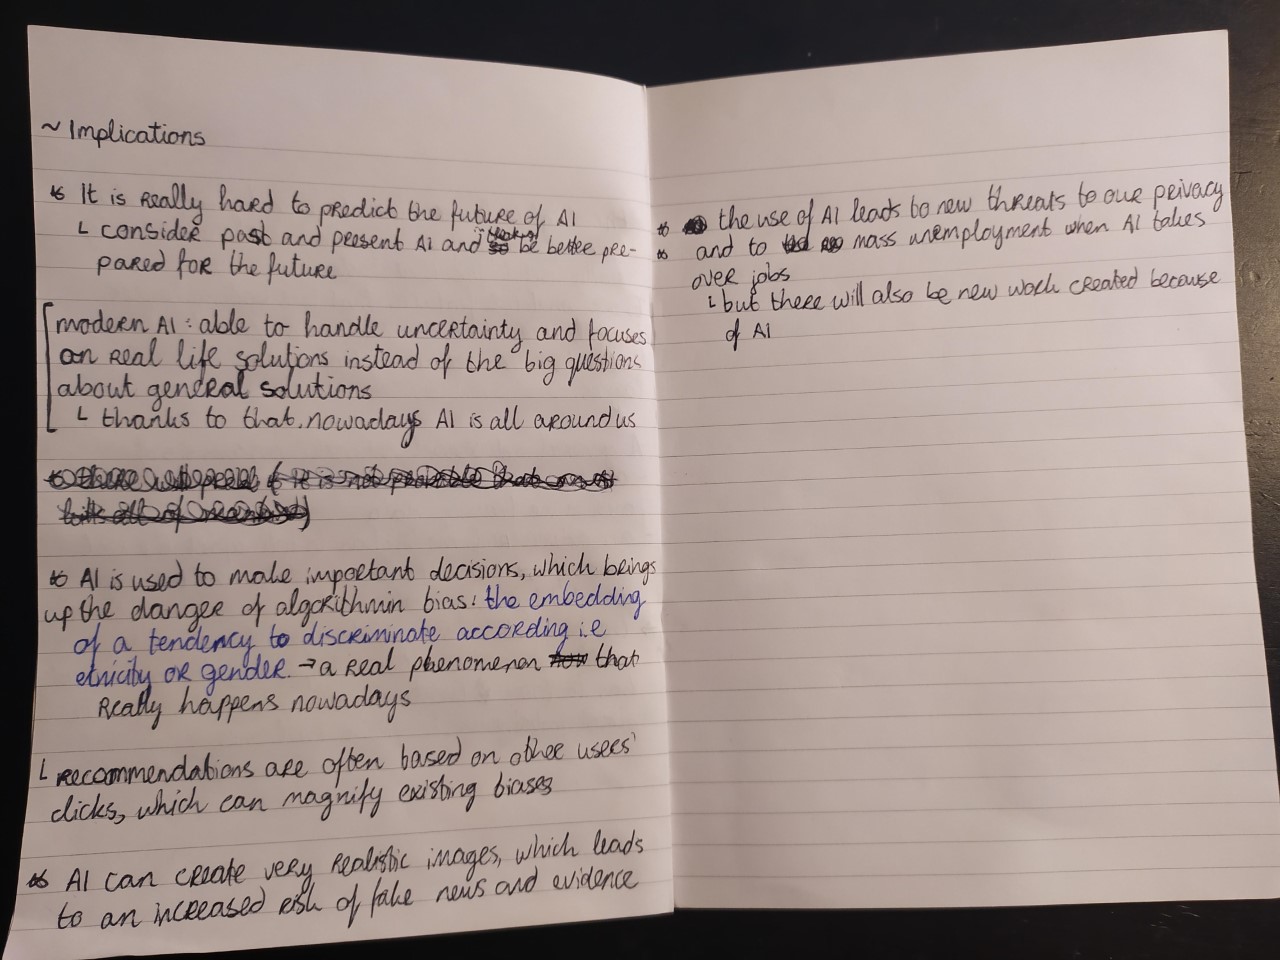 ~ Implications
It is really hard to predict the future of AI
└ consider past and present AI and be better pre-
pared for the future
modern AI: able to handle uncertainty and focuses
on real life solutions instead of the big questions
about general solutions
└ thanks to that, nowadays AI is all around us
AI is used to make important decisions, which brings
up the danger of algorithmin bias: the embedding
of a tendency to discriminate according i.e
etnicity or gender. → a real phenomenon that
really happens nowadays
└ recommendations are often based on other users'
clicks, which can magnify existing biases
AI can create very realistic images, which leads
to an increased risk of fake news and evidence
the use of AI leads to new threats to our privacy
and to mass unemployment when AI takes
over jobs
└ but there will also be new work created because
of AI